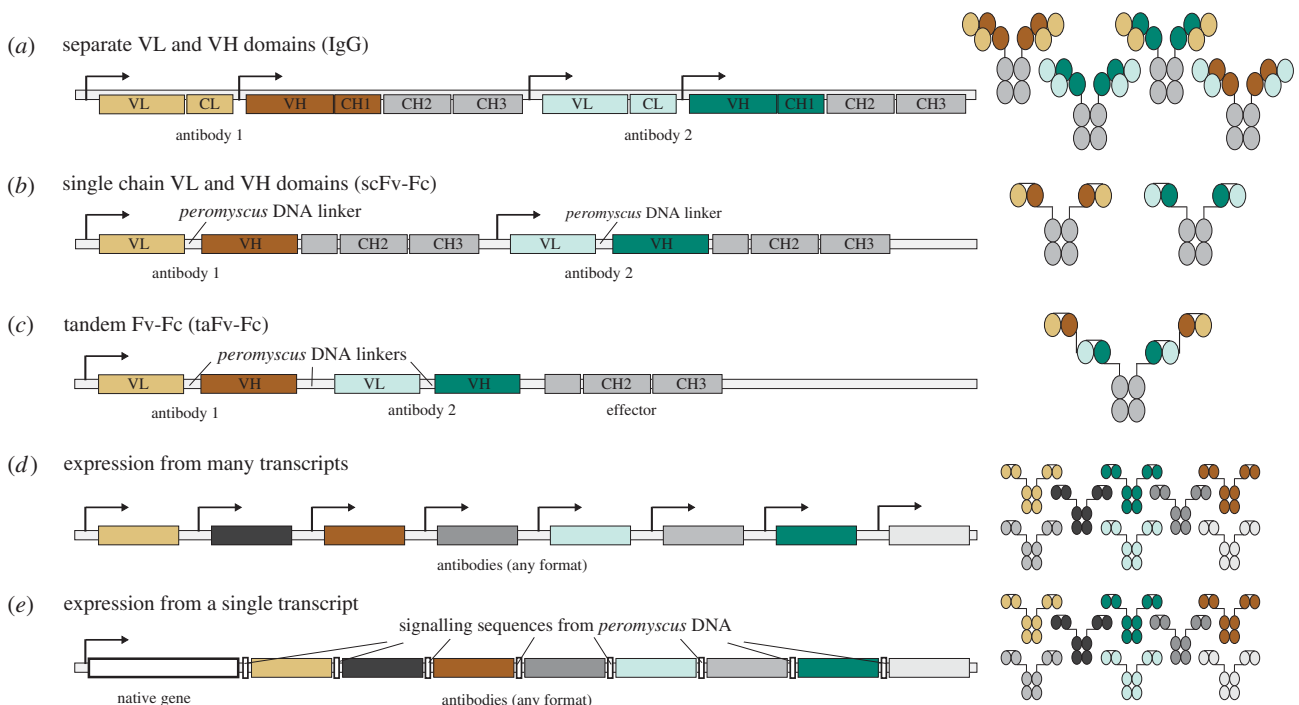 (a) separate VL and VH domains (IgG)
VL CL VH CH1 CH2 CH3 VL CL VH CH1 CH2 CH3
antibody 1 antibody 2
(b) single chain VL and VH domains (scFv-Fc)
peromyscus DNA linker peromyscus DNA linker
VL VH CH2 CH3 VL VH CH2 CH3
antibody 1 antibody 2
(c) tandem Fv-Fc (taFv-Fc)
peromyscus DNA linkers
VL VH VL VH CH2 CH3
antibody 1 antibody 2 effector
(d) expression from many transcripts
antibodies (any format)
(e) expression from a single transcript
signalling sequences from peromyscus DNA
native gene antibodies (any format)